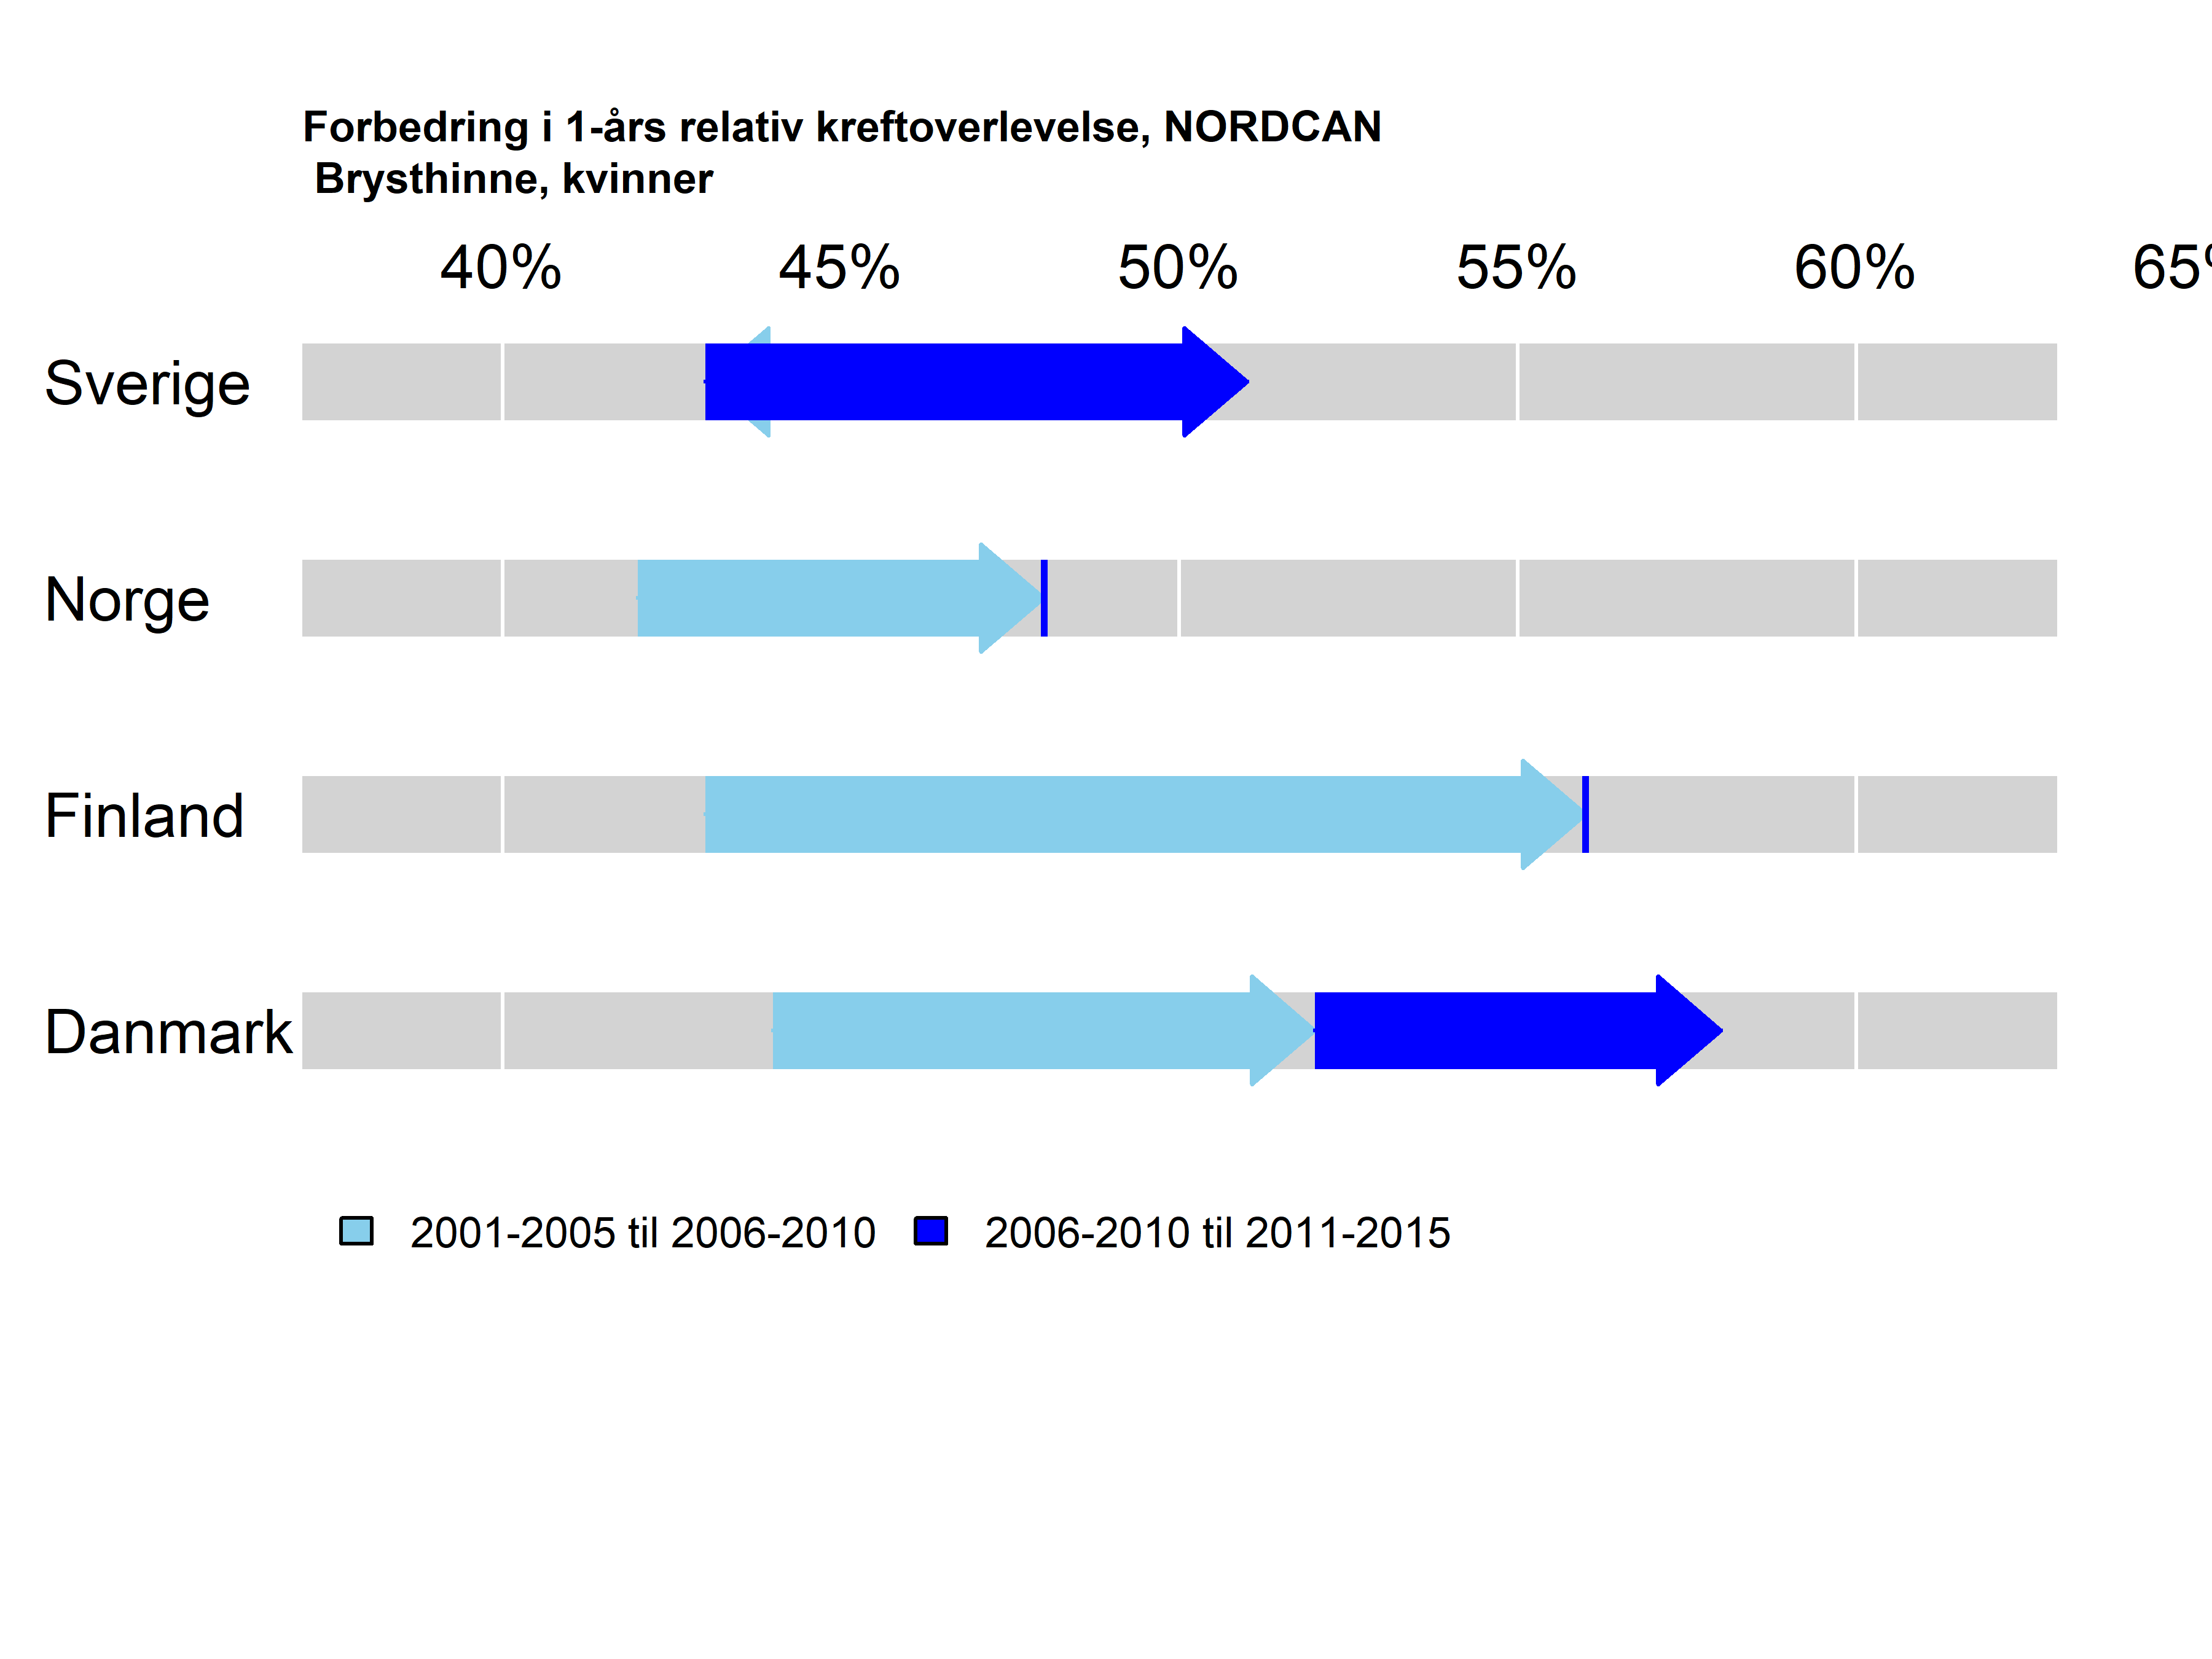 Forbedring i 1-års relativ kreftoverlevelse, NORDCAN
Brysthinne, kvinner
40% 45% 50% 55% 60% 65%
Sverige
Norge
Finland
Danmark
2001-2005 til 2006-2010 2006-2010 til 2011-2015